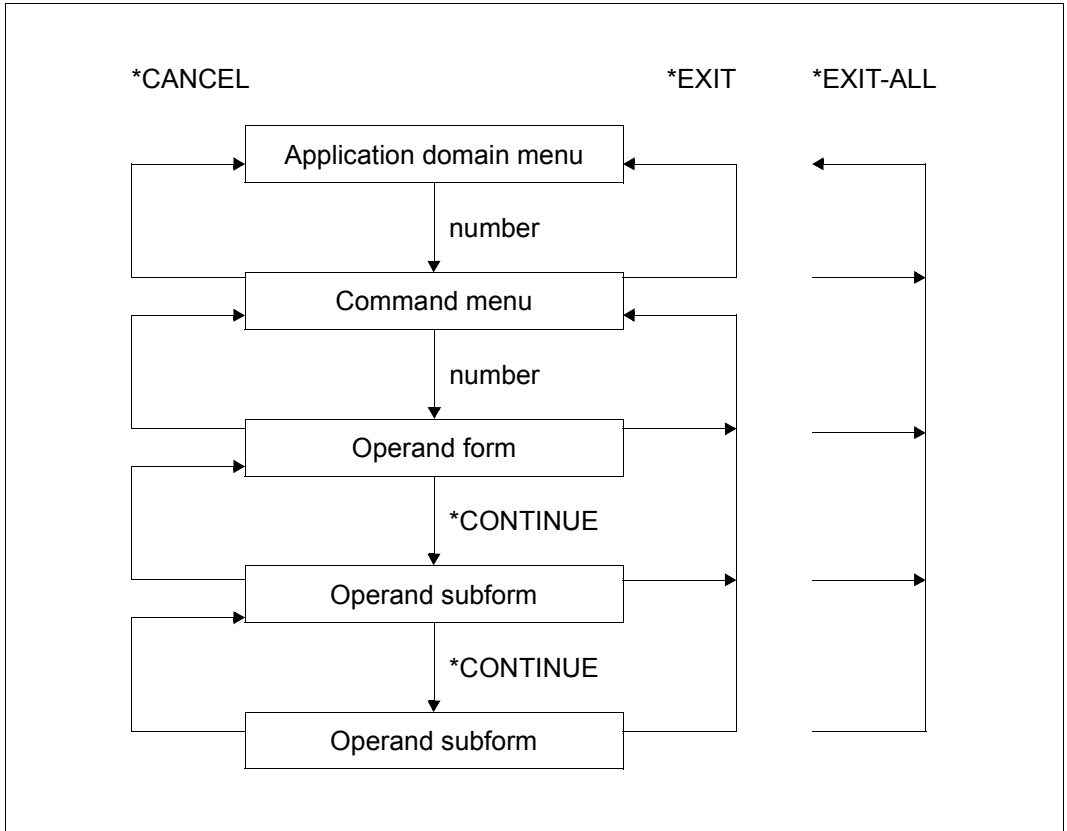 *CANCEL *EXIT *EXIT-ALL
Application domain menu
number
Command menu
number
Operand form
*CONTINUE
Operand subform
*CONTINUE
Operand subform